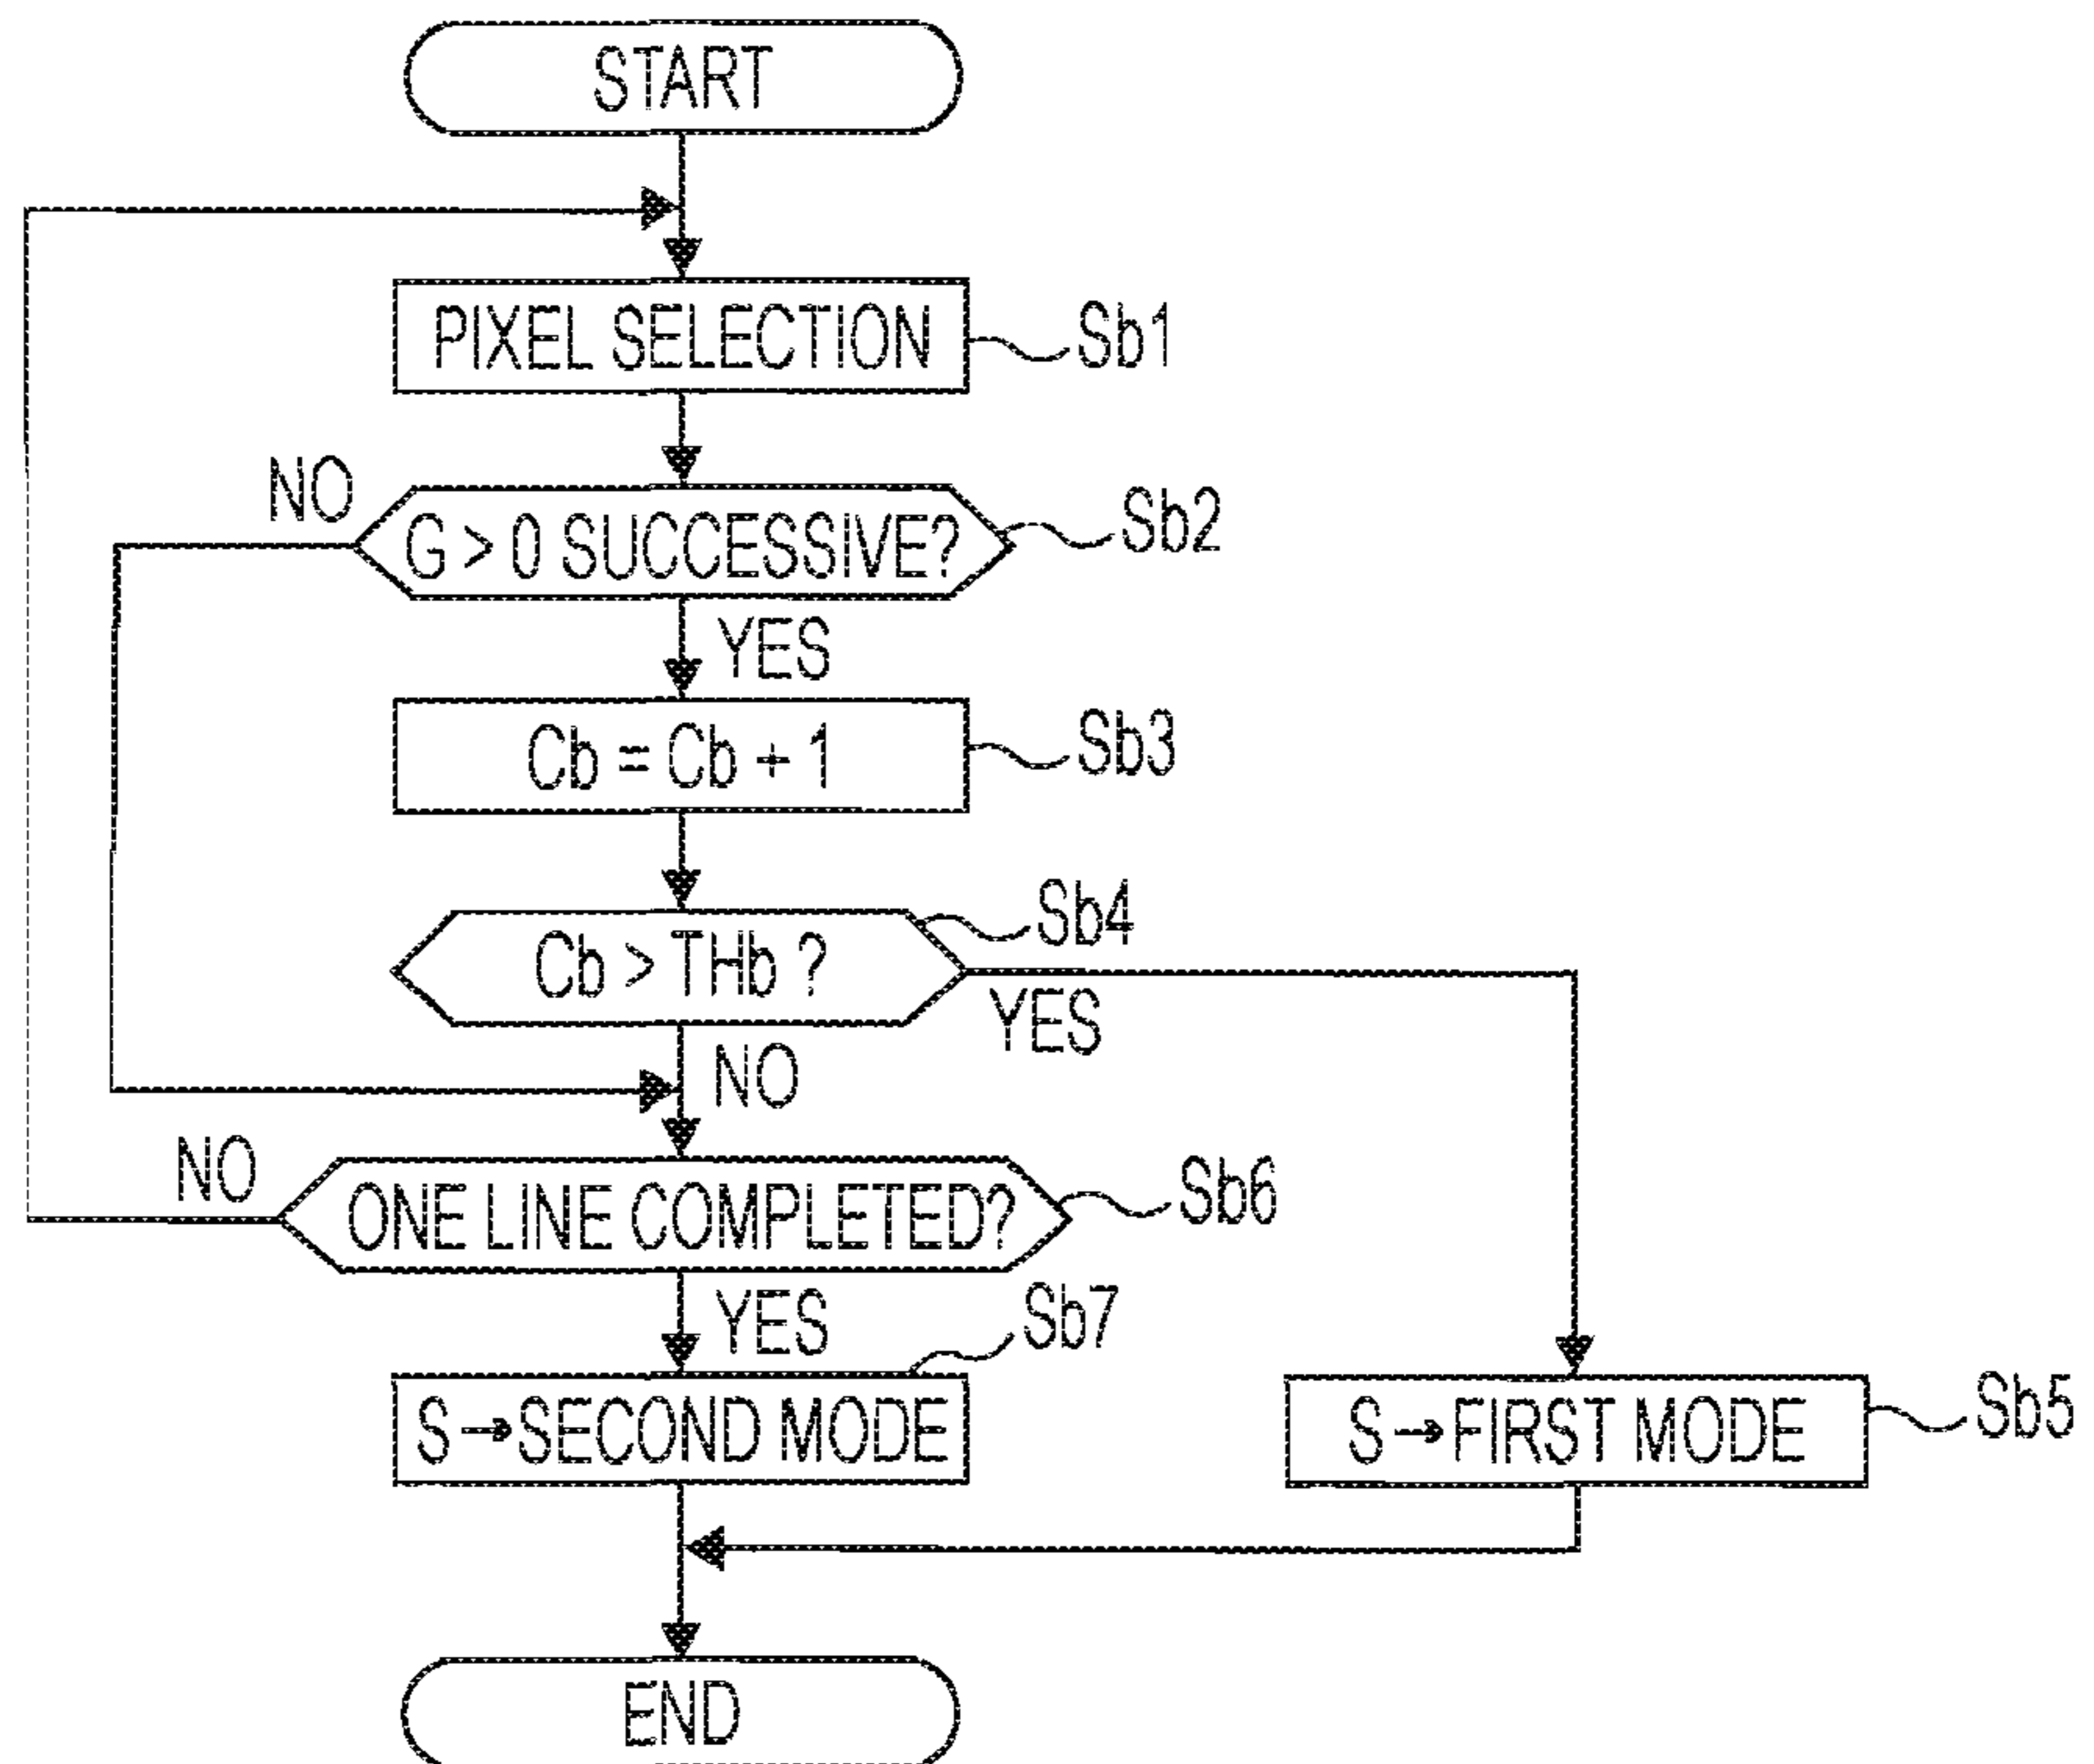 START
PIXEL SELECTION
Sb1
NO
G > 0 SUCCESSIVE?
Sb2
YES
Cb = Cb + 1
Sb3
Cb > THb ?
Sb4
YES
NO
NO
ONE LINE COMPLETED?
Sb6
YES
Sb7
S→SECOND MODE
S→FIRST MODE
Sb5
END